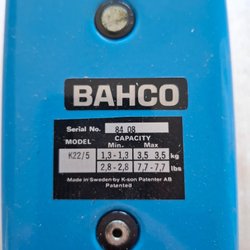 BAHCO
Serial No. 84 08
CAPACITY
MODEL Min. Max
K22/5 1,3-1,3 3,5 3,5 kg
2,8-2,8 7,7-7,7 lbs
Made in Sweden by K-son Patenter AB
Patented